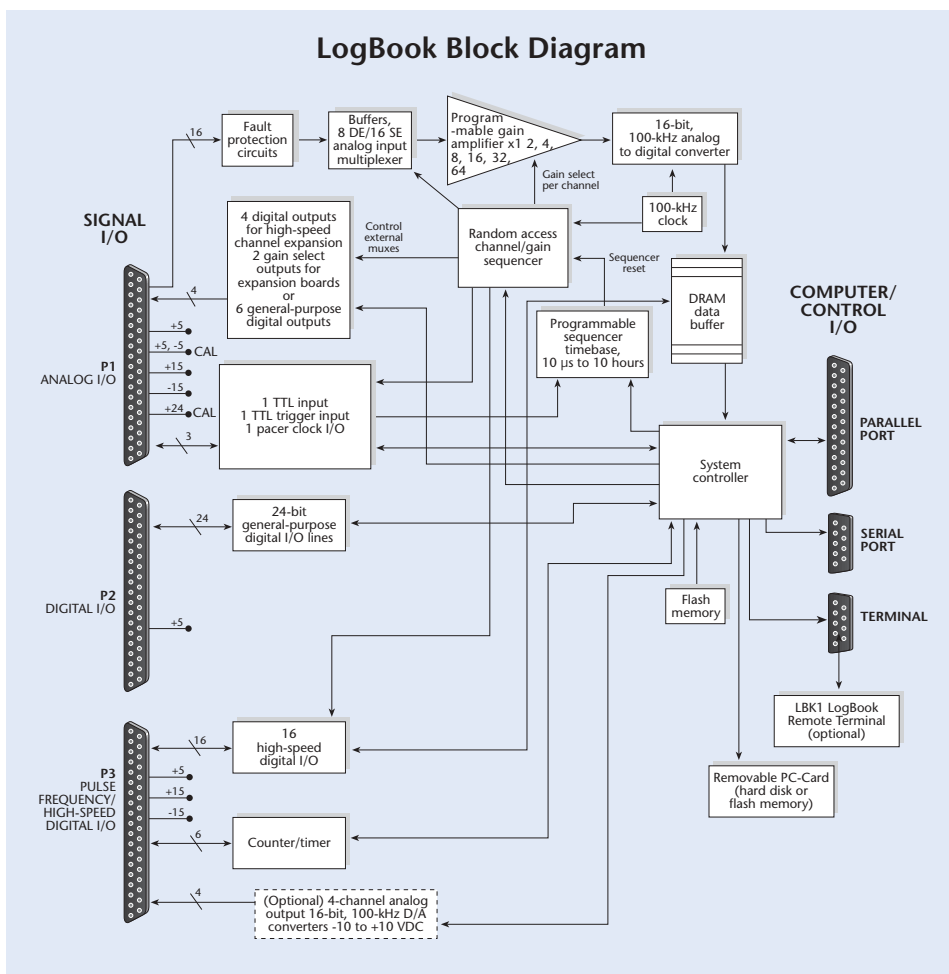 LogBook Block Diagram
16
Fault
protection
circuits
Buffers,
8 DE/16 SE
analog input
multiplexer
Program
-mable gain
amplifier x1 2, 4,
8, 16, 32,
64
16-bit,
100-kHz analog
to digital converter
Gain select
per channel
100-kHz
clock
SIGNAL
I/O
4 digital outputs
for high-speed
channel expansion
2 gain select
outputs for
expansion boards
or
6 general-purpose
digital outputs
Control
external
muxes
Random access
channel/gain
sequencer
Sequencer
reset
DRAM
data
buffer
COMPUTER/
CONTROL
I/O
4
+5
+5, -5
CAL
+15
-15
+24
CAL
3
P1
ANALOG I/O
Programmable
sequencer
timebase,
10 µs to 10 hours
1 TTL input
1 TTL trigger input
1 pacer clock I/O
System
controller
PARALLEL
PORT
SERIAL
PORT
TERMINAL
24
24-bit
general-purpose
digital I/O lines
P2
DIGITAL I/O
+5
Flash
memory
LBK1 LogBook
Remote Terminal
(optional)
Removable PC-Card
(hard disk or
flash memory)
16
16
high-speed
digital I/O
P3
PULSE
FREQUENCY/
HIGH-SPEED
DIGITAL I/O
+5
+15
-15
6
Counter/timer
4
(Optional) 4-channel analog
output 16-bit, 100-kHz D/A
converters -10 to +10 VDC